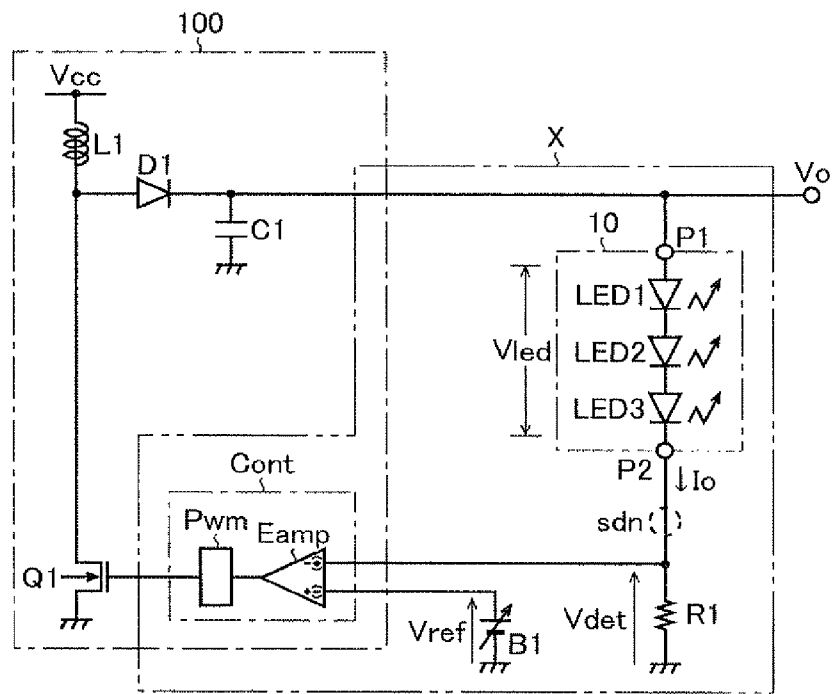 100
Vcc
L1
D1
C1
X
Vo
10
P1
LED1
LED2
LED3
Vled
P2
Io
sdn
Cont
Pwm
Eamp
Q1
Vref
B1
Vdet
R1